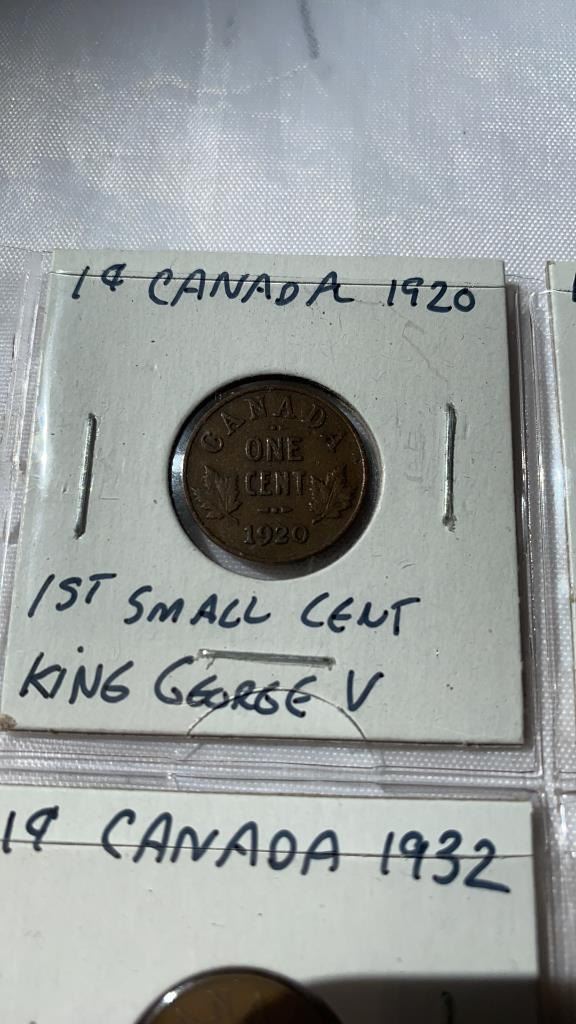 1¢ CANADA 1920
CANADA
ONE
CENT
1920
1ST SMALL CENT
KING GEORGE V
1¢ CANADA 1932